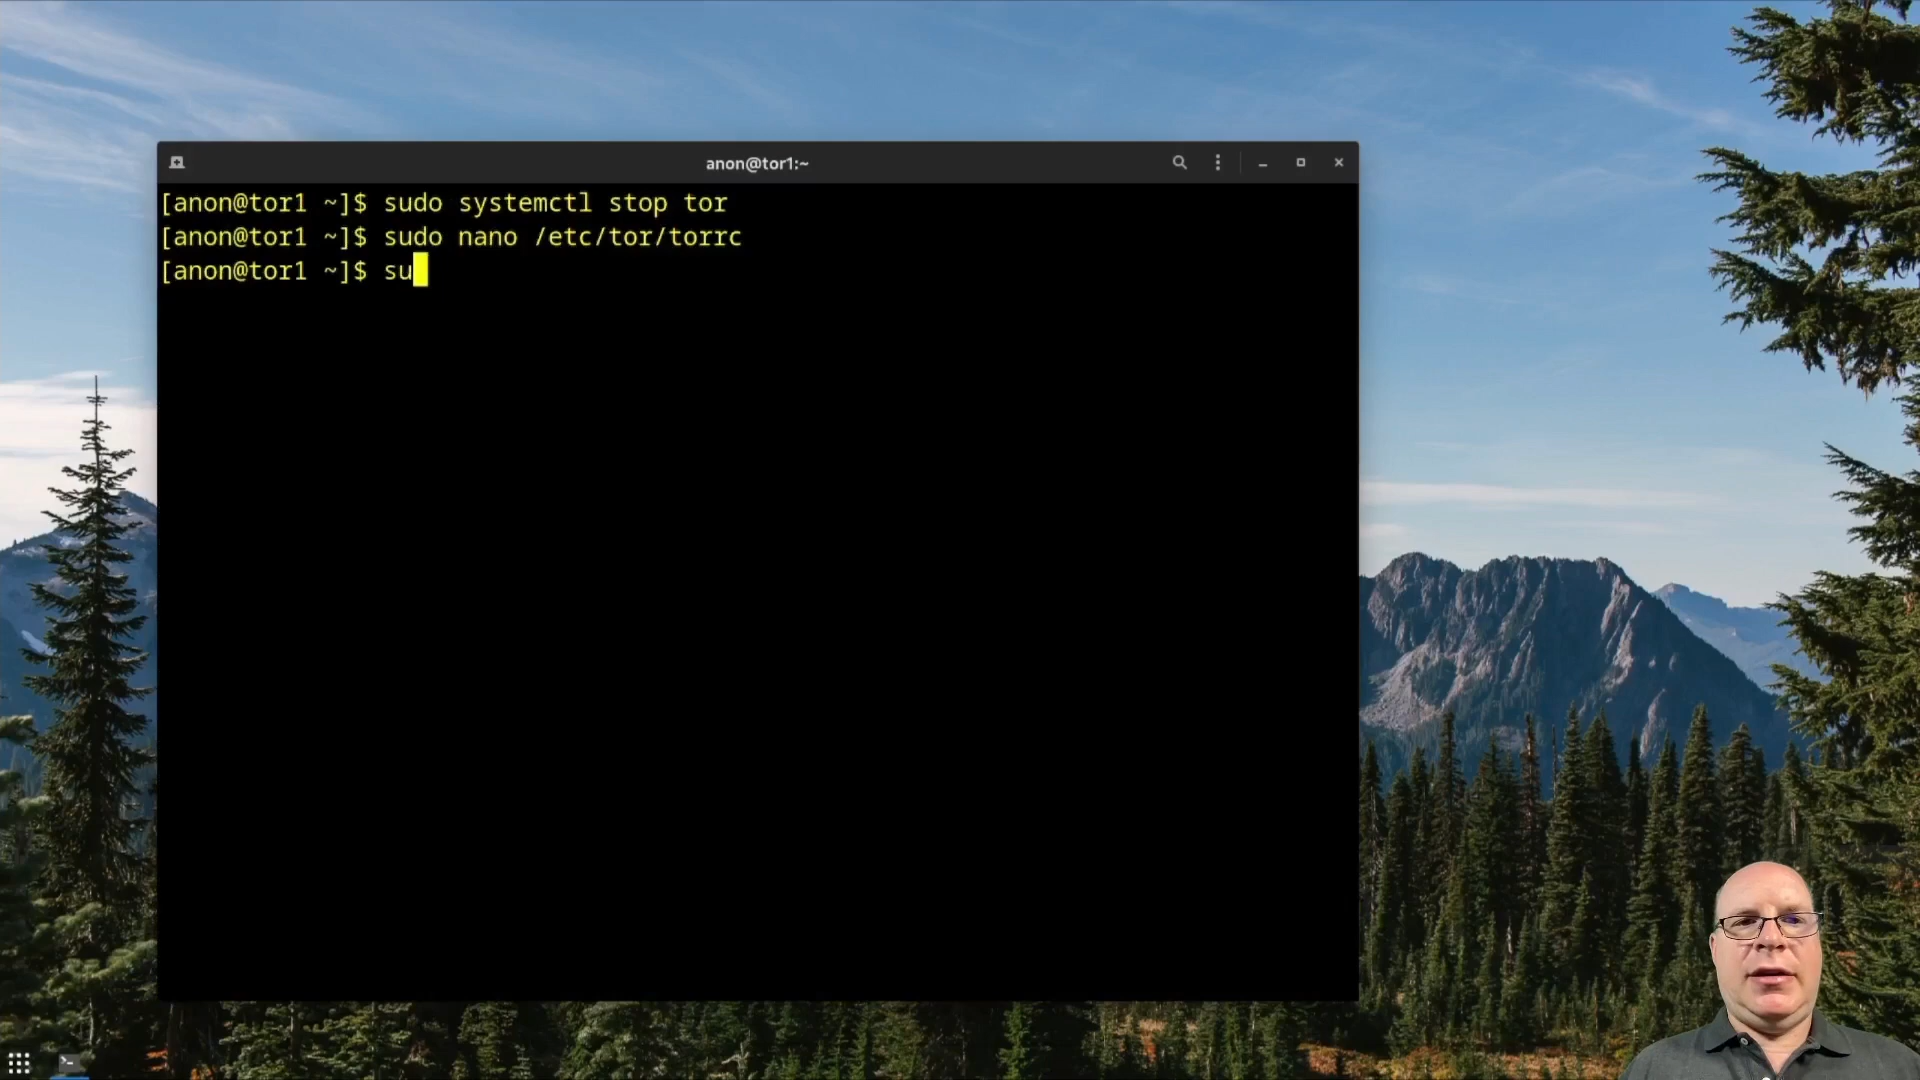 anon@tor1:~
[anon@tor1 ~]$ sudo systemctl stop tor
[anon@tor1 ~]$ sudo nano /etc/tor/torrc
[anon@tor1 ~]$ su